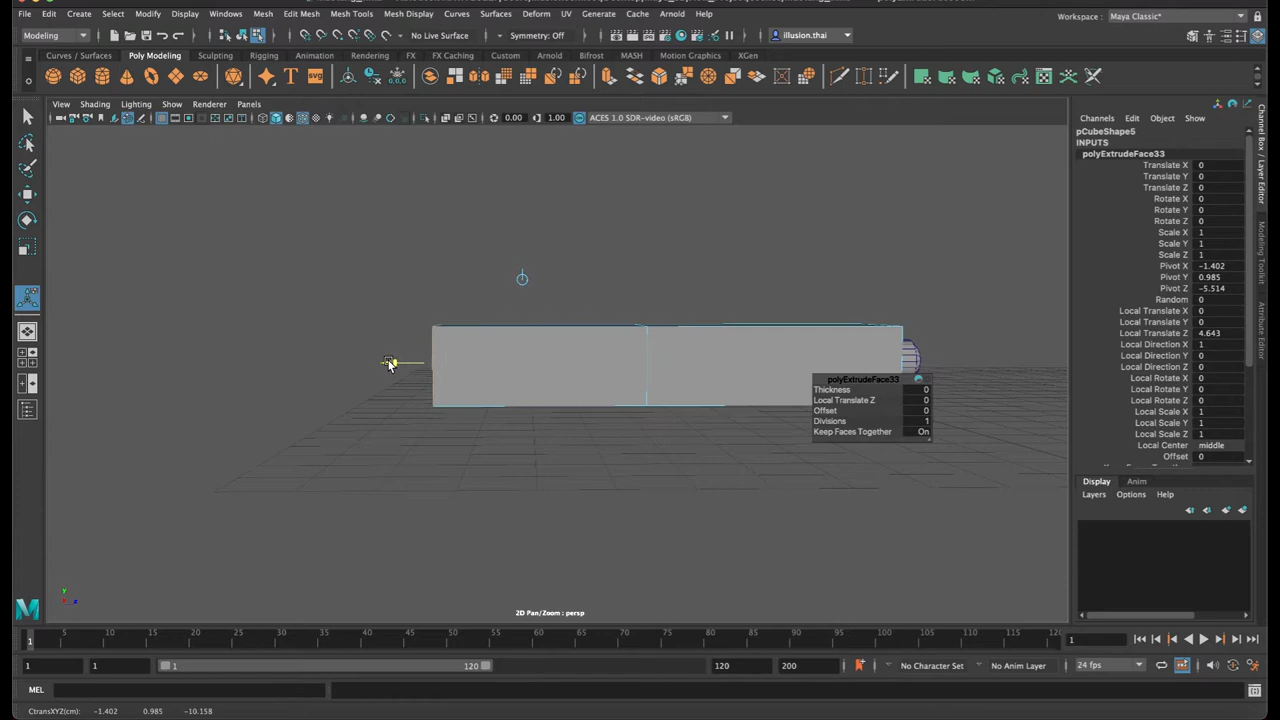 Workspace : Maya Classic*
File Edit Create Select Modify Display Windows Mesh Edit Mesh Mesh Tools Mesh Display Curves Surfaces Deform UV Generate Cache Arnold Help
Modeling No Live Surface Symmetry: Off illusion.thai
Curves / Surfaces Poly Modeling Sculpting Rigging Animation Rendering FX FX Caching Custom Arnold Bifrost MASH Motion Graphics XGen
View Shading Lighting Show Renderer Panels
0.00 1.00 ACES 1.0 SDR-video (sRGB)
Channels Edit Object Show
pCubeShape5
INPUTS
polyExtrudeFace33
Translate X 0
Translate Y 0
Translate Z 0
Rotate X 0
Rotate Y 0
Rotate Z 0
Scale X 1
Scale Y 1
Scale Z 1
Pivot X -1.402
Pivot Y 0.985
Pivot Z -5.514
Random 0
Local Translate X 0
Local Translate Y 0
Local Translate Z 4.643
Local Direction X 1
Local Direction Y 0
Local Direction Z 0
Local Rotate X 0
Local Rotate Y 0
Local Rotate Z 0
Local Scale X 1
Local Scale Y 1
Local Scale Z 1
Local Center middle
Offset 0
Channel Box / Layer Editor
Modeling Toolkit
Attribute Editor
polyExtrudeFace33
Thickness 0
Local Translate Z 0
Offset 0
Divisions 1
Keep Faces Together On
Display Anim
Layers Options Help
y
z
2D Pan/Zoom : persp
1 5 10 15 20 25 30 35 40 45 50 55 60 65 70 75 80 85 90 95 100 105 110 115 120 1
1 1 1 120 120 200 No Character Set No Anim Layer 24 fps
MEL
CtransXYZ(cm): -1.402 0.985 -10.158